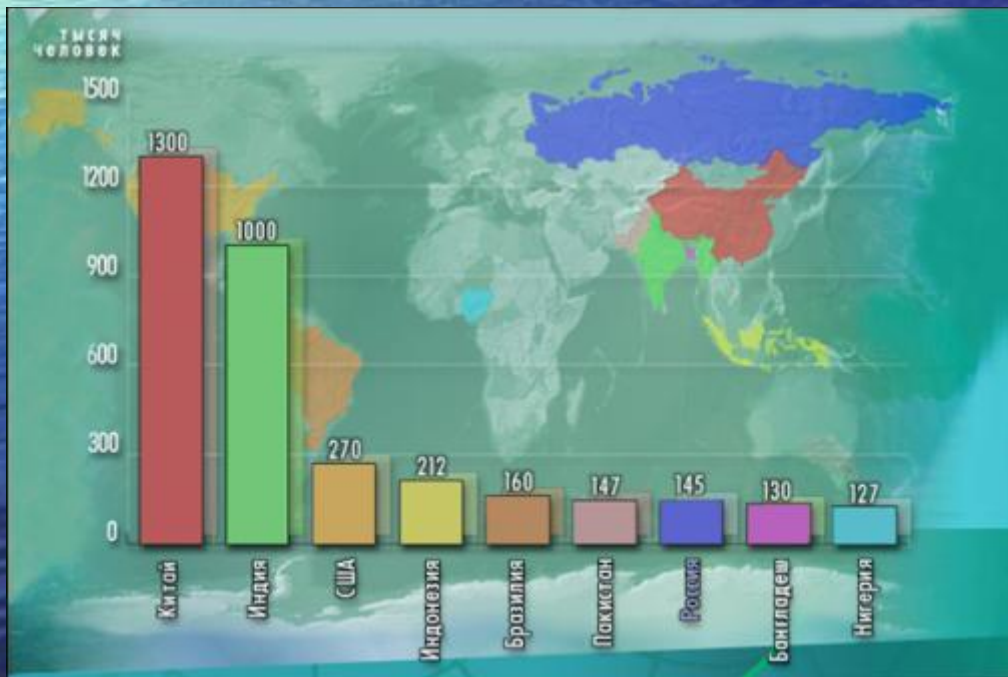 тысяч
человек
1500
1200
900
600
300
0
1300
1000
270
212
160
147
145
130
127
Китай
Индия
США
Индонезия
Бразилия
Пакистан
Россия
Бангладеш
Нигерия